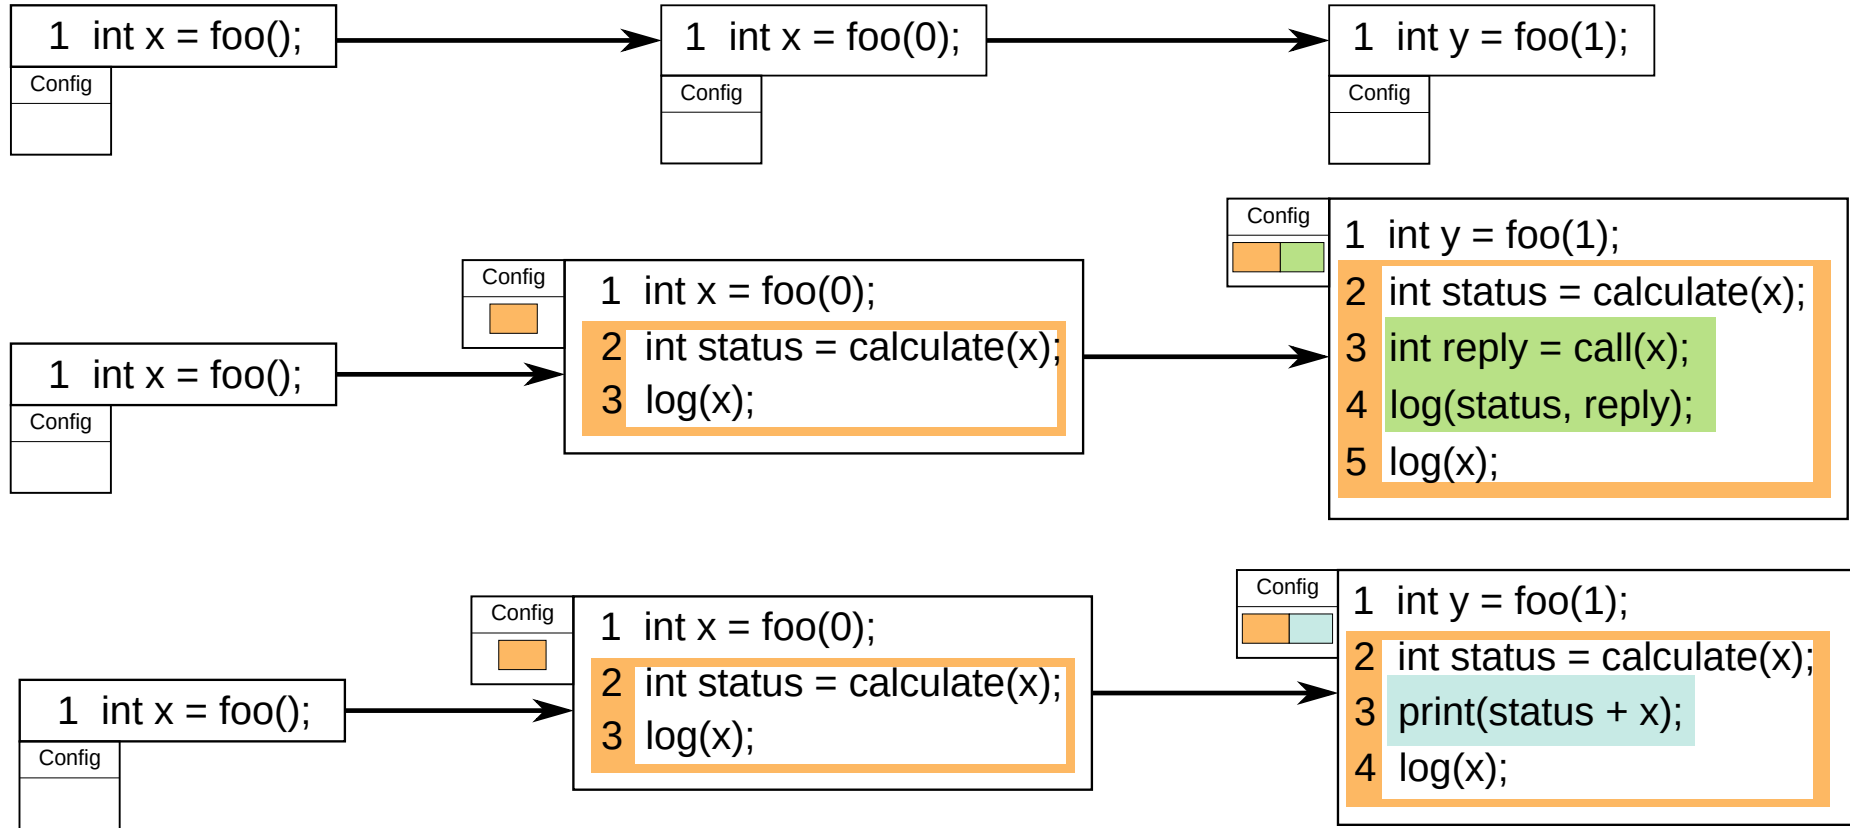 1 int x = foo();
Config
1 int x = foo(0);
Config
1 int y = foo(1);
Config
1 int x = foo();
Config
Config
1 int x = foo(0);
2 int status = calculate(x);
3 log(x);
Config
1 int y = foo(1);
2 int status = calculate(x);
3 int reply = call(x);
4 log(status, reply);
5 log(x);
1 int x = foo();
Config
Config
1 int x = foo(0);
2 int status = calculate(x);
3 log(x);
Config
1 int y = foo(1);
2 int status = calculate(x);
3 print(status + x);
4 log(x);